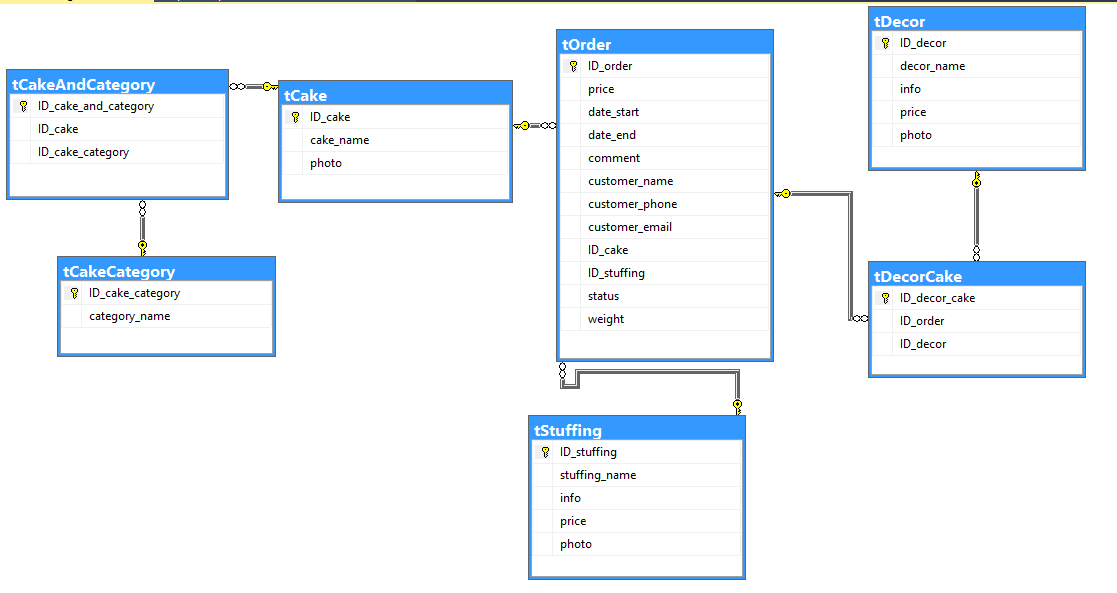 tCakeAndCategory
ID_cake_and_category
ID_cake
ID_cake_category
tCakeCategory
ID_cake_category
category_name
tCake
ID_cake
cake_name
photo
tOrder
ID_order
price
date_start
date_end
comment
customer_name
customer_phone
customer_email
ID_cake
ID_stuffing
status
weight
tStuffing
ID_stuffing
stuffing_name
info
price
photo
tDecor
ID_decor
decor_name
info
price
photo
tDecorCake
ID_decor_cake
ID_order
ID_decor